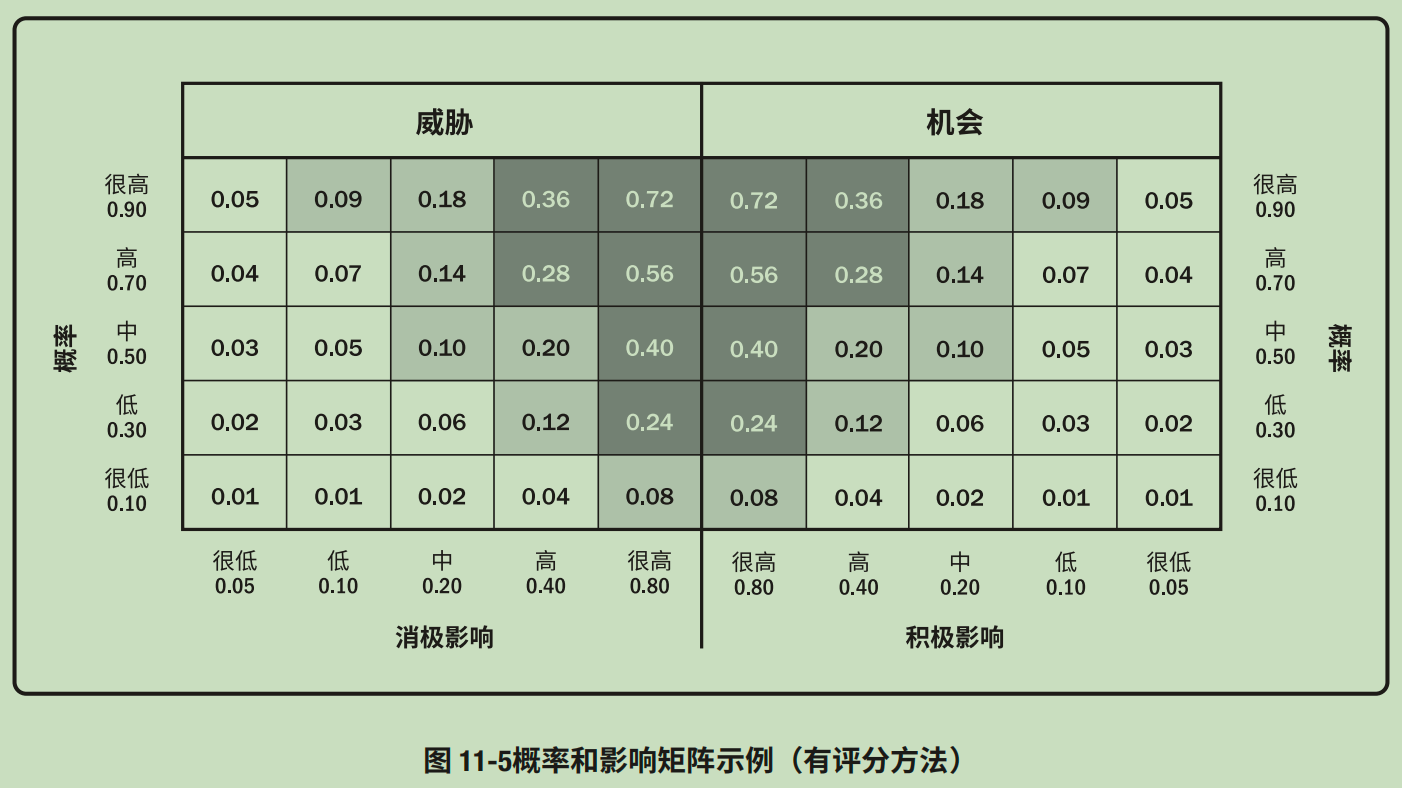 威胁 机会
很高 0.05 0.09 0.18 0.36 0.72 0.72 0.36 0.18 0.09 0.05 很高
0.90 0.90
高 0.04 0.07 0.14 0.28 0.56 0.56 0.28 0.14 0.07 0.04 高
0.70 0.70
概率 中 0.03 0.05 0.10 0.20 0.40 0.40 0.20 0.10 0.05 0.03 中 概率
0.50 0.50
低 0.02 0.03 0.06 0.12 0.24 0.24 0.12 0.06 0.03 0.02 低
0.30 0.30
很低 0.01 0.01 0.02 0.04 0.08 0.08 0.04 0.02 0.01 0.01 很低
0.10 0.10
很低 低 中 高 很高 很高 高 中 低 很低
0.05 0.10 0.20 0.40 0.80 0.80 0.40 0.20 0.10 0.05
消极影响 积极影响
图 11-5概率和影响矩阵示例（有评分方法）